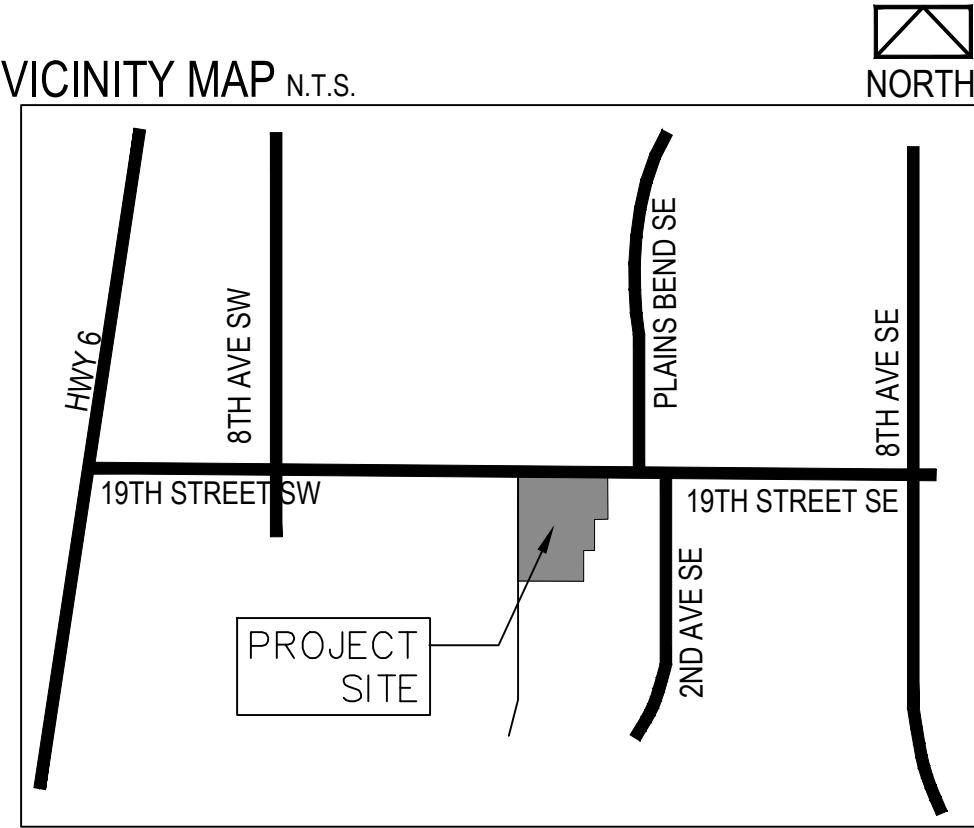 VICINITY MAP N.T.S.
NORTH
HWY 6
8TH AVE SW
PLAINS BEND SE
8TH AVE SE
19TH STREET SW
19TH STREET SE
2ND AVE SE
PROJECT
SITE